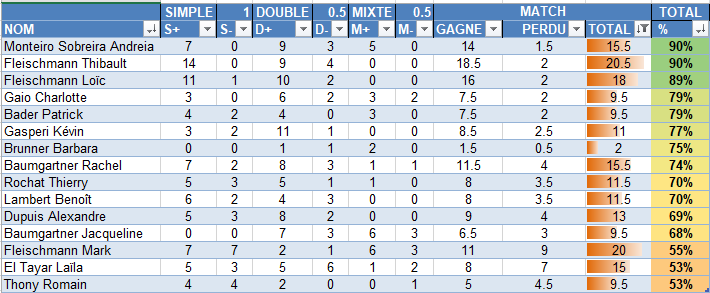 SIMPLE 1 DOUBLE 0.5 MIXTE 0.5 MATCH TOTAL
NOM S+ S- D+ D- M+ M- GAGNE PERDU TOTAL %
Monteiro Sobreira Andreia 7 0 9 3 5 0 14 1.5 15.5 90%
Fleischmann Thibault 14 0 9 4 0 0 18.5 2 20.5 90%
Fleischmann Loïc 11 1 10 2 0 0 16 2 18 89%
Gaio Charlotte 3 0 6 2 3 2 7.5 2 9.5 79%
Bader Patrick 4 2 4 0 3 0 7.5 2 9.5 79%
Gasperi Kévin 3 2 11 1 0 0 8.5 2.5 11 77%
Brunner Barbara 0 0 1 1 2 0 1.5 0.5 2 75%
Baumgartner Rachel 7 2 8 3 1 1 11.5 4 15.5 74%
Rochat Thierry 5 3 5 1 1 0 8 3.5 11.5 70%
Lambert Benoît 6 2 4 3 0 0 8 3.5 11.5 70%
Dupuis Alexandre 5 3 8 2 0 0 9 4 13 69%
Baumgartner Jacqueline 0 0 7 3 6 3 6.5 3 9.5 68%
Fleischmann Mark 7 7 2 1 6 3 11 9 20 55%
El Tayar Laïla 5 3 5 6 1 2 8 7 15 53%
Thony Romain 4 4 2 0 0 1 5 4.5 9.5 53%